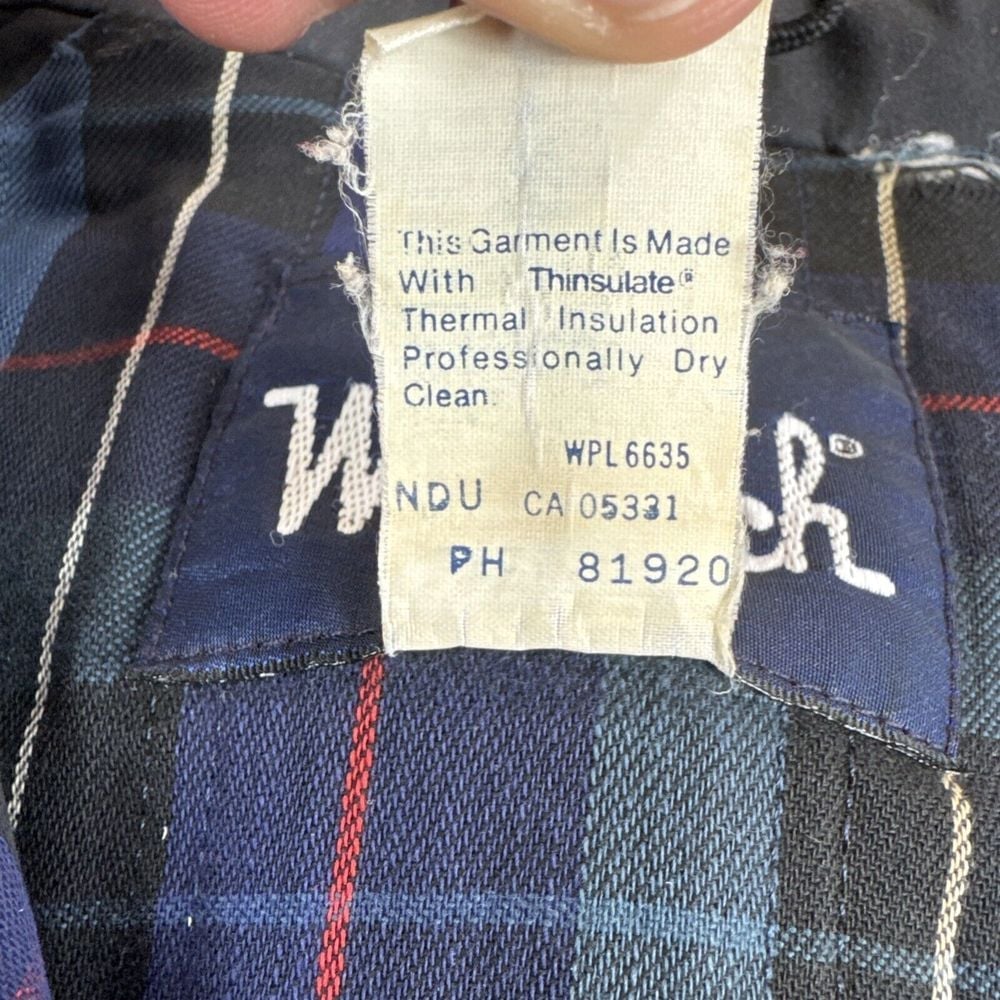 This Garment Is Made
With Thinsulate®
Thermal Insulation
Professionally Dry
Clean.
WPL 6635
NDU CA 05331
PH 81920